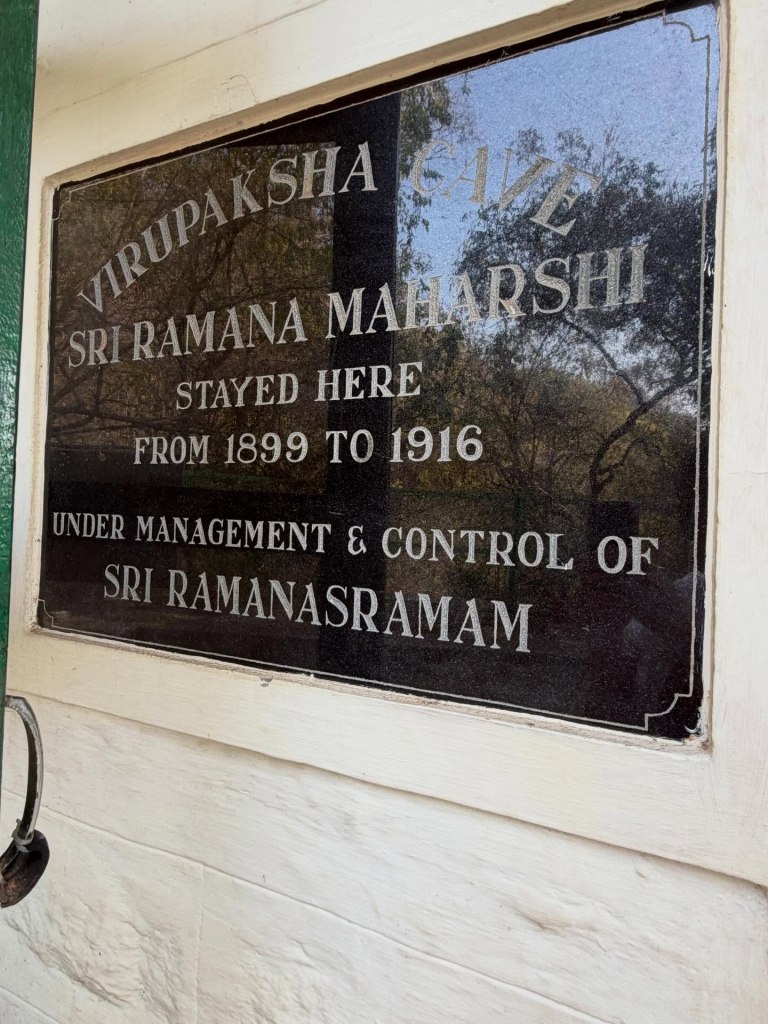 VIRUPAKSHA CAVE
SRI RAMANA MAHARSHI
STAYED HERE
FROM 1899 TO 1916
UNDER MANAGEMENT & CONTROL OF
SRI RAMANASRAMAM